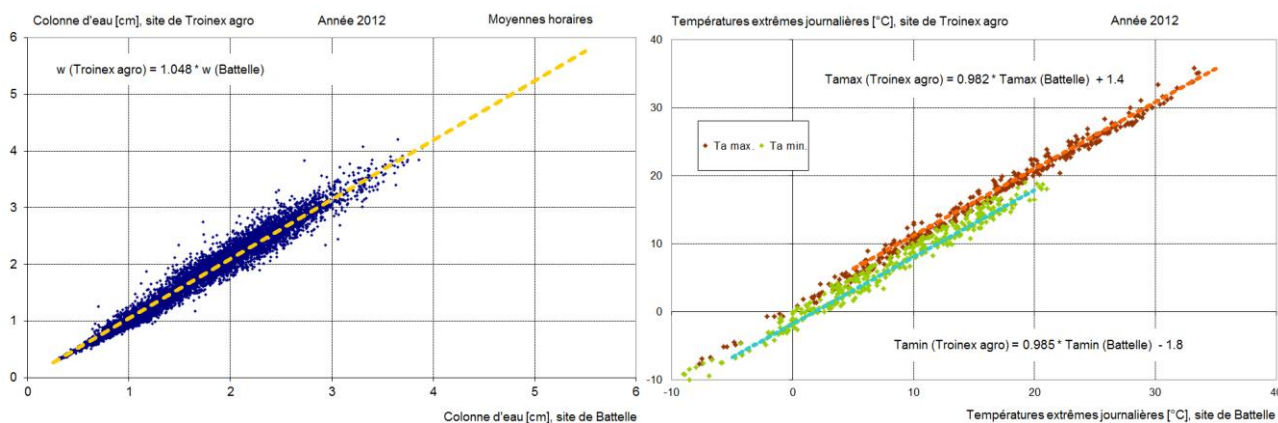 Colonne d'eau [cm], site de Troinex agro Année 2012 Moyennes horaires
6
w (Troinex agro) = 1.048 * w (Battelle)
5
4
3
2
1
0
0 1 2 3 4 5 6
Colonne d'eau [cm], site de Battelle
Températures extrêmes journalières [°C], site de Troinex agro Année 2012
40
Tamax (Troinex agro) = 0.982 * Tamax (Battelle) + 1.4
30
Ta max. Ta min.
20
10
0
Tamin (Troinex agro) = 0.985 * Tamin (Battelle) - 1.8
-10
-10 0 10 20 30 40
Températures extrêmes journalières [°C], site de Battelle